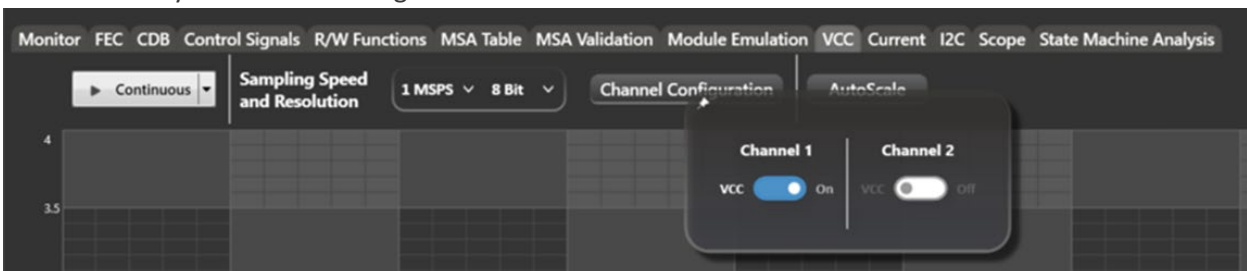 Monitor FEC CDB Control Signals R/W Functions MSA Table MSA Validation Module Emulation VCC Current I2C Scope State Machine Analysis
Continuous
Sampling Speed
and Resolution
1 MSPS 8 Bit
Channel Configuration
AutoScale
Channel 1 Channel 2
VCC On VCC Off
4
3.5